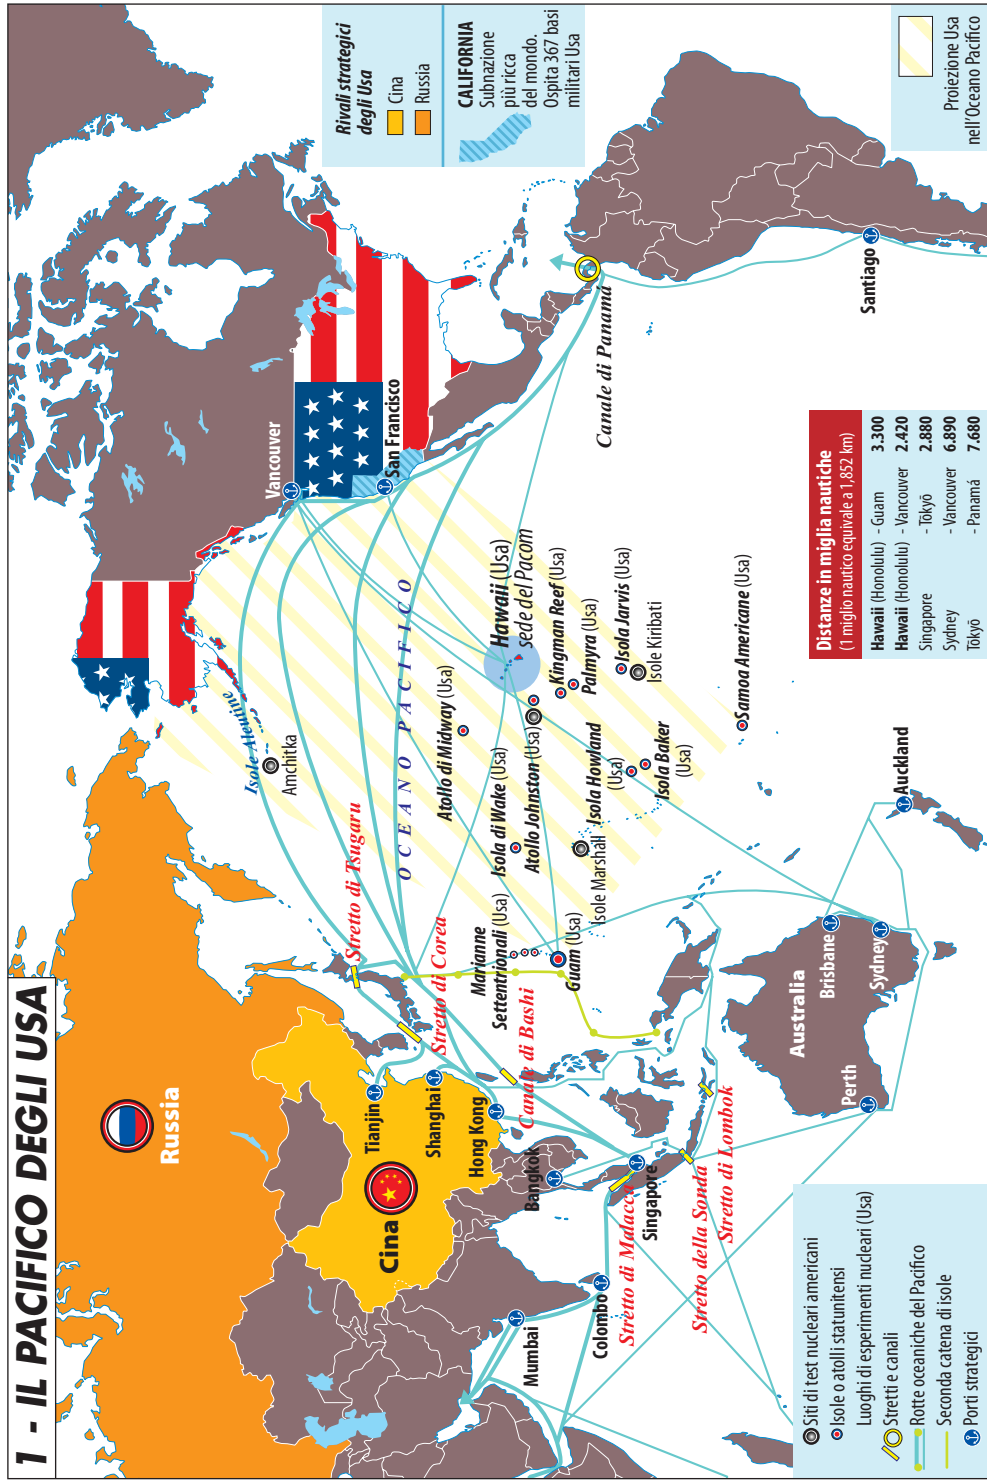 1 - IL PACIFICO DEGLI USA
Russia
Cina
Tianjin
Shanghai
Hong Kong
Bangkok
Singapore
Mumbai
Colombo
Stretto di Tsugaru
Stretto di Corea
Canale di Bashi
Stretto di Malacca
Stretto della Sonda
Stretto di Lombok
Isole Aleutine
Amchitka
OCEANO PACIFICO
Atollo di Midway (Usa)
Isola di Wake (Usa)
Atollo Johnston (Usa)
Marianne
Settentrionali (Usa)
Guam (Usa)
Isole Marshall
Isola Howland
(Usa)
Isola Baker
(Usa)
Hawaii (Usa)
sede del Pacom
Kingman Reef (Usa)
Palmyra (Usa)
Isola Jarvis (Usa)
Isole Kiribati
Samoa Americane (Usa)
Vancouver
San Francisco
Canale di Panamá
Santiago
Australia
Brisbane
Sydney
Perth
Auckland
Rivali strategici
degli Usa
Cina
Russia
CALIFORNIA
Subnazione
più ricca
del mondo.
Ospita 367 basi
militari Usa
Proiezione Usa
nell'Oceano Pacifico
Distanze in miglia nautiche
(1 miglio nautico equivale a 1,852 km)
Hawaii (Honolulu) - Guam 3.300
Hawaii (Honolulu) - Vancouver 2.420
Singapore - Tōkyō 2.880
Sydney - Vancouver 6.890
Tōkyō - Panamá 7.680
Siti di test nucleari americani
Isole o atolli statunitensi
Luoghi di esperimenti nucleari (Usa)
Stretti e canali
Rotte oceaniche del Pacifico
Seconda catena di isole
Porti strategici